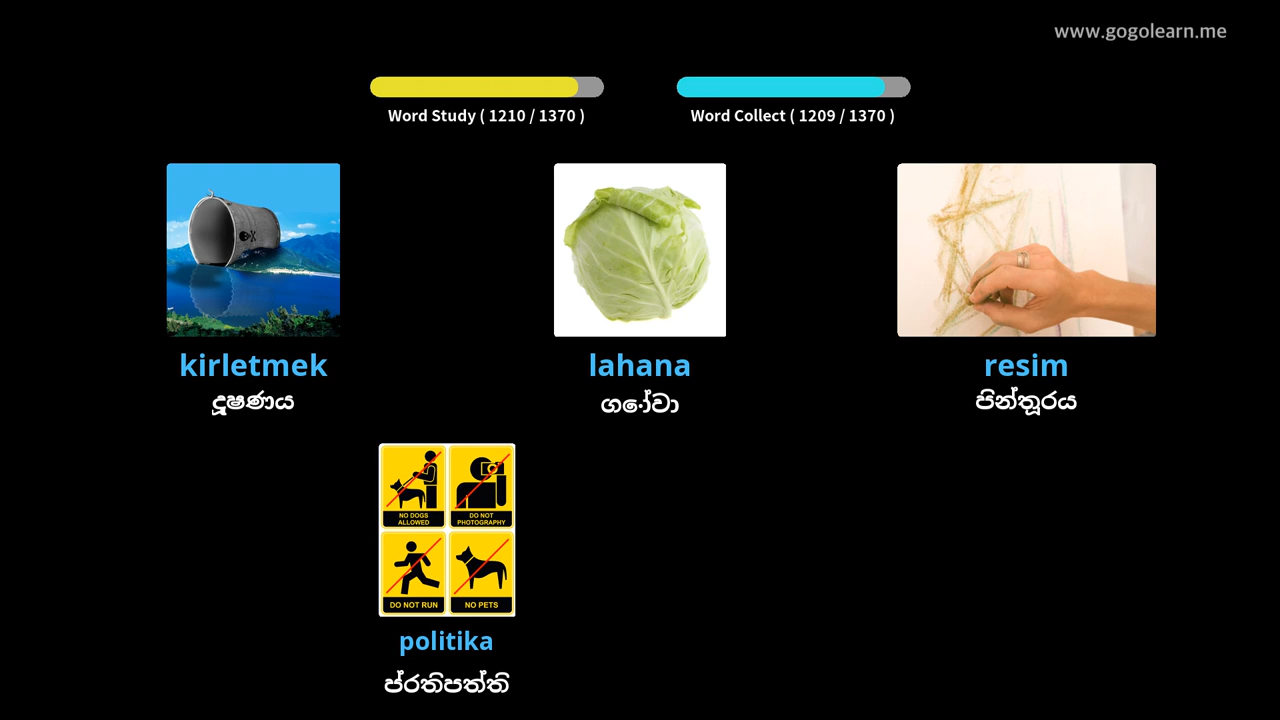 www.gogolearn.me
Word Study ( 1210 / 1370 )
Word Collect ( 1209 / 1370 )
kirletmek
දූෂණය
lahana
ගෝවා
resim
පින්තූරය
NO DOGS
ALLOWED
DO NOT
PHOTOGRAPHY
DO NOT RUN
NO PETS
politika
ප්රතිපත්ති